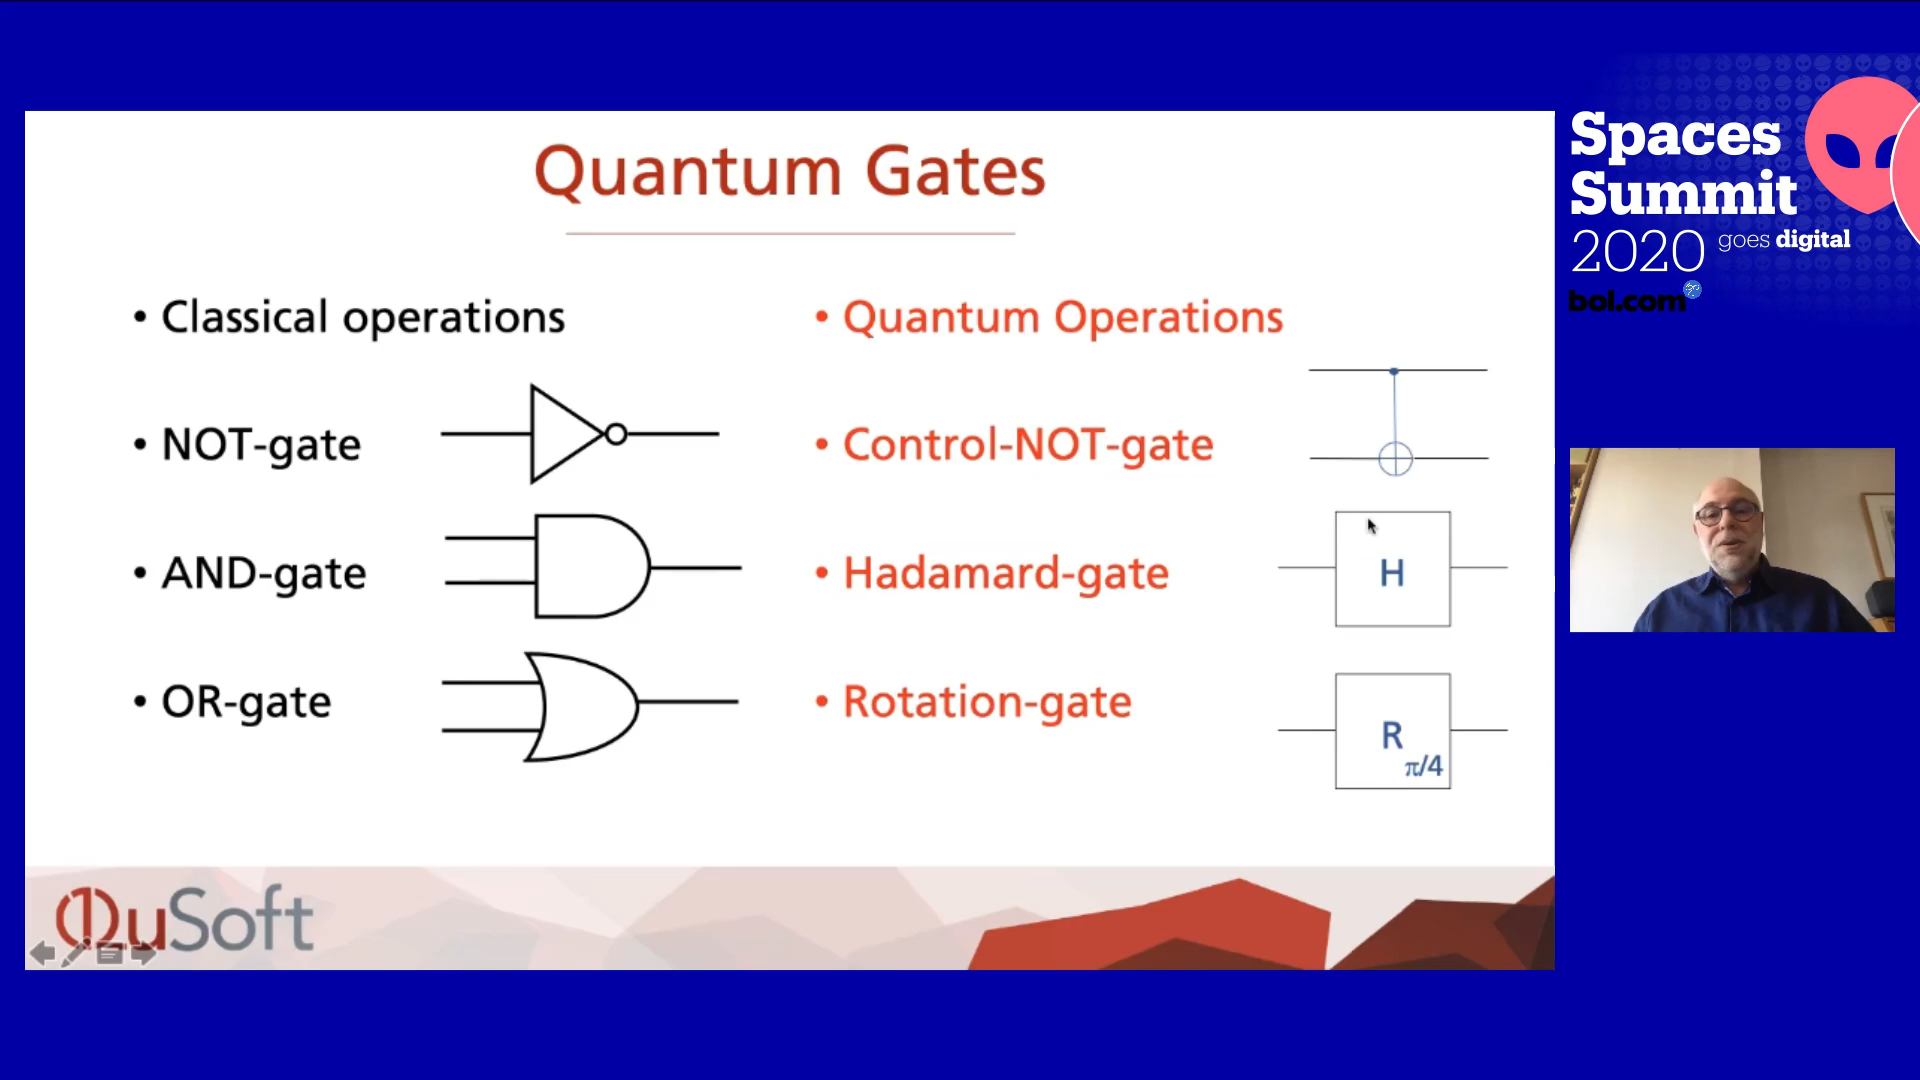 Quantum Gates
• Classical operations
• NOT-gate
• AND-gate
• OR-gate
• Quantum Operations
• Control-NOT-gate
• Hadamard-gate
H
• Rotation-gate
R π/4
QuSoft
Spaces
Summit
2020 goes digital
bol.com